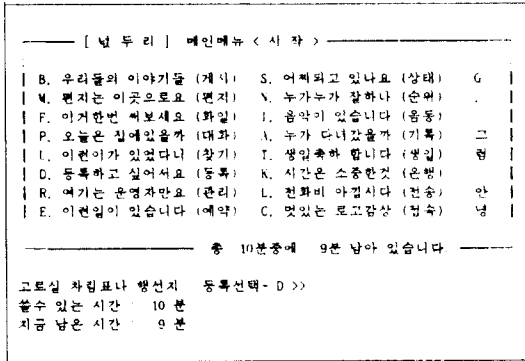 [ 넋 두 리 ] 메인메뉴 < 시 작 >
B. 우리들의 이야기들 (게시) S. 어찌되고 있나요 (상태) G
W. 편지는 이곳으로요 (편지) N. 누가누가 잘하나 (순위) .
F. 이거한번 써보세요 (화일) J. 음악이 있습니다 (음동)
P. 오늘은 집에있을까 (대화) A. 누가 다녀갔을까 (기록) 그
I. 이런이가 있었다니 (찾기) T. 생일축하 합니다 (생일) 럼
D. 등록하고 싶어서요 (등록) K. 시간은 소중한것 (은행)
R. 여기는 운영자만요 (관리) L. 전화비 아낍시다 (전송) 안
E. 이런일이 있습니다 (예약) C. 멋있는 로고감상 (접속) 녕
총 10분중에 9분 남아 있습니다
고르실 차림표나 행선지 등록선택- D >>
쓸수 있는 시간 10 분
지금 남은 시간 9 분